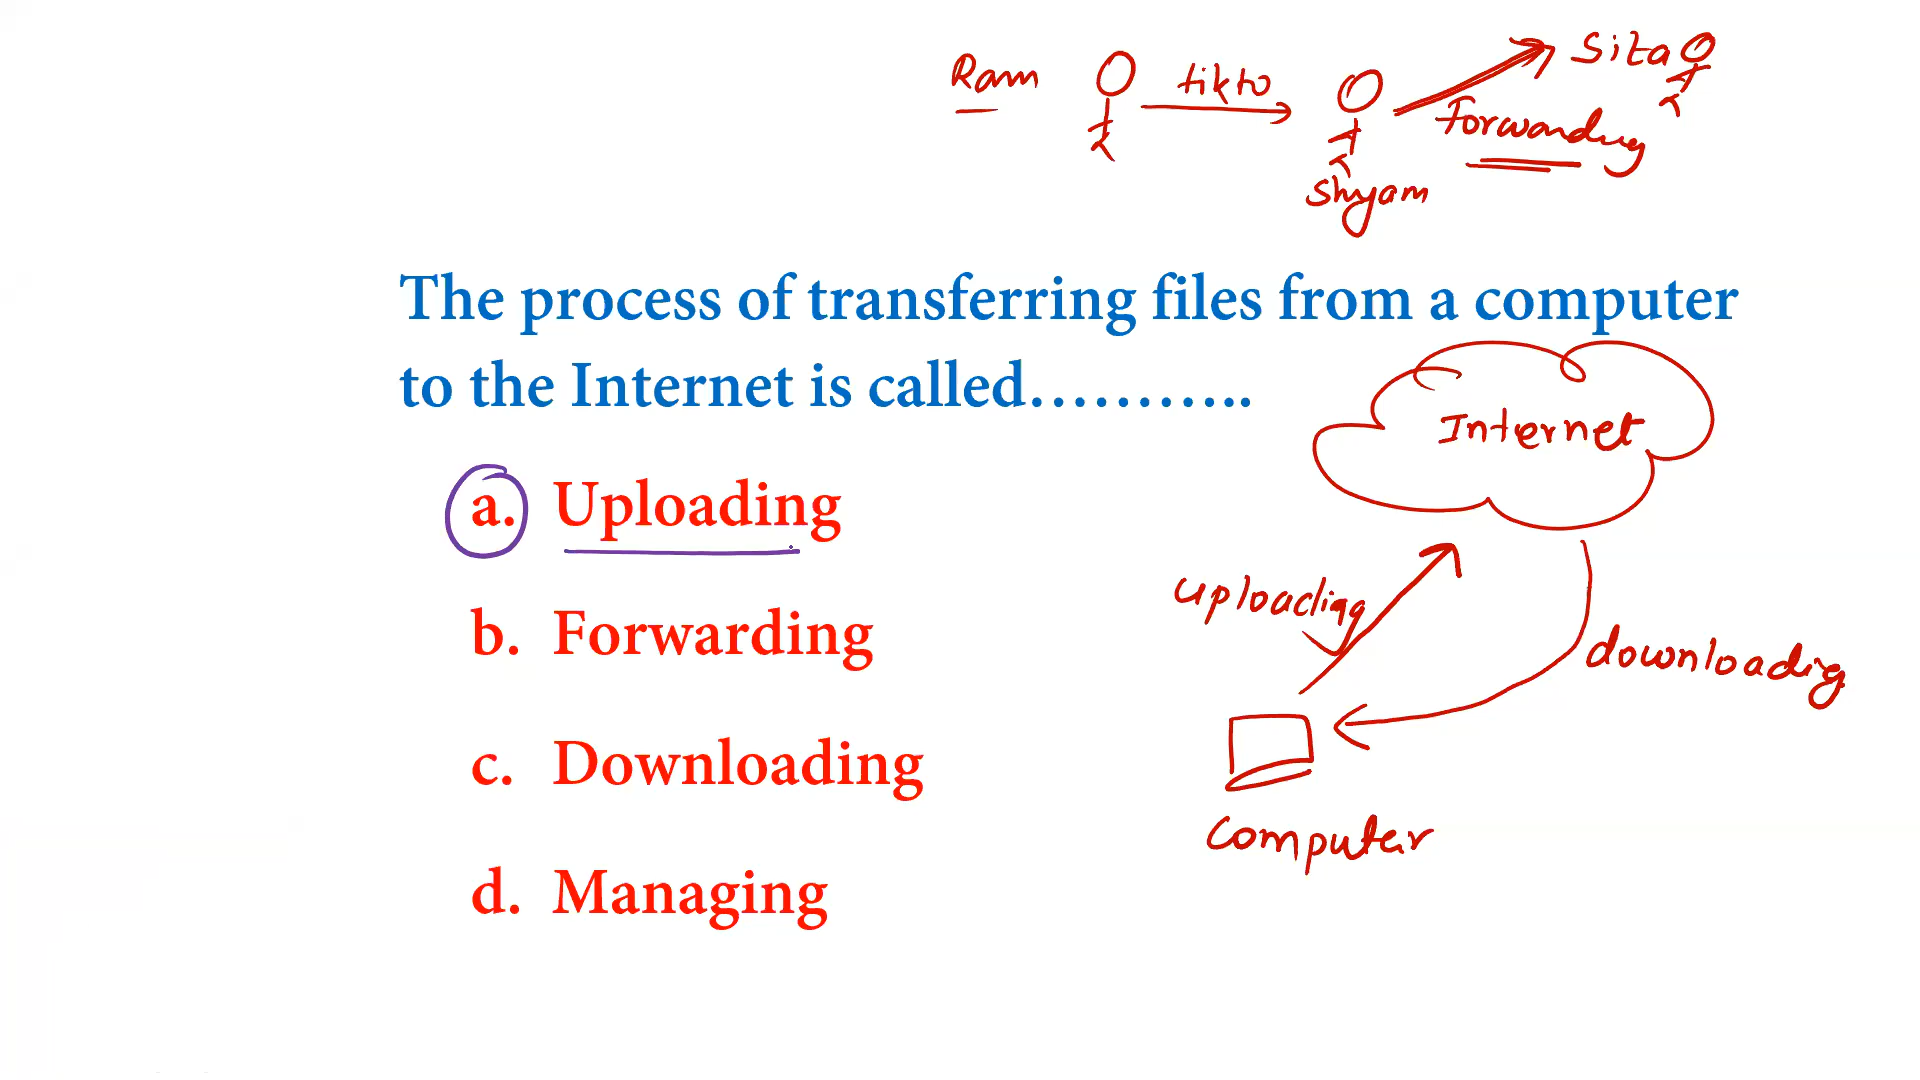 Ram tikto Sita
Forwarding
Shyam
The process of transferring files from a computer
to the Internet is called...........
Internet
a. Uploading
uploading
b. Forwarding
downloading
c. Downloading
Computer
d. Managing